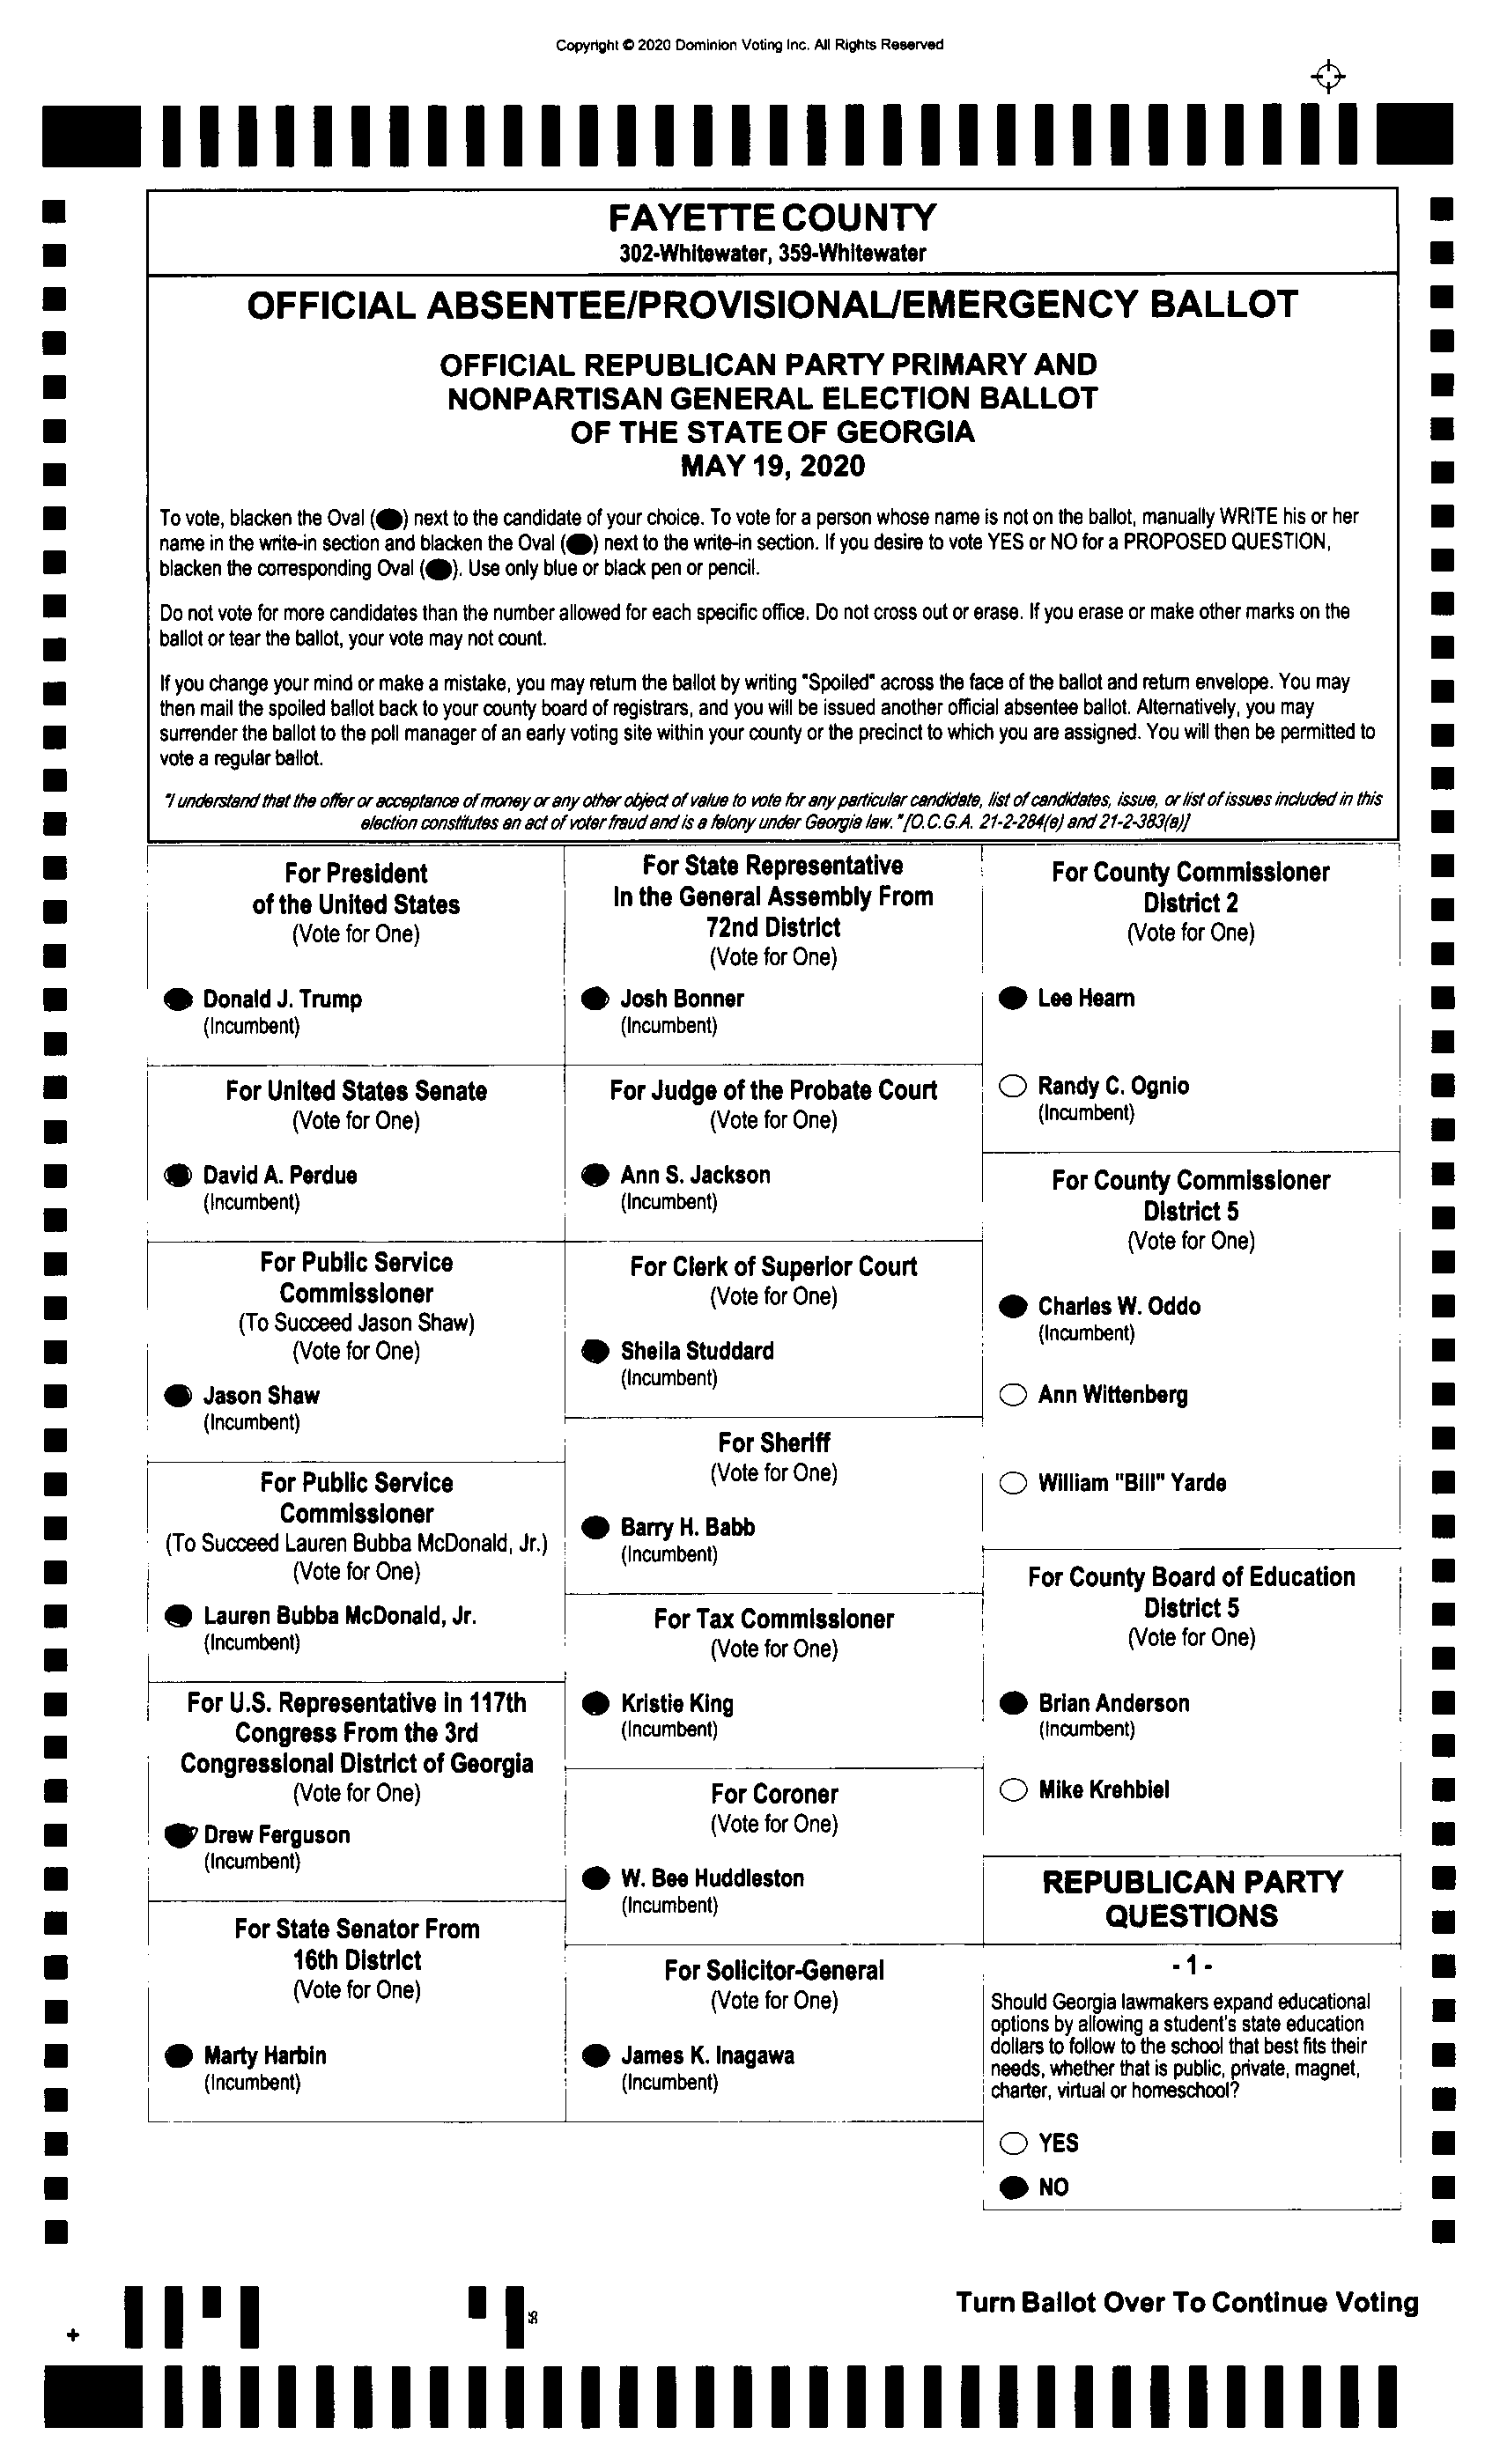 Copyright © 2020 Dominion Voting Inc. All Rights Reserved
FAYETTE COUNTY
302-Whitewater, 359-Whitewater
OFFICIAL ABSENTEE/PROVISIONAL/EMERGENCY BALLOT
OFFICIAL REPUBLICAN PARTY PRIMARY AND
NONPARTISAN GENERAL ELECTION BALLOT
OF THE STATE OF GEORGIA
MAY 19, 2020
To vote, blacken the Oval ( ) next to the candidate of your choice. To vote for a person whose name is not on the ballot, manually WRITE his or her
name in the write-in section and blacken the Oval ( ) next to the write-in section. If you desire to vote YES or NO for a PROPOSED QUESTION,
blacken the corresponding Oval ( ). Use only blue or black pen or pencil.
Do not vote for more candidates than the number allowed for each specific office. Do not cross out or erase. If you erase or make other marks on the
ballot or tear the ballot, your vote may not count.
If you change your mind or make a mistake, you may return the ballot by writing "Spoiled" across the face of the ballot and return envelope. You may
then mail the spoiled ballot back to your county board of registrars, and you will be issued another official absentee ballot. Alternatively, you may
surrender the ballot to the poll manager of an early voting site within your county or the precinct to which you are assigned. You will then be permitted to
vote a regular ballot.
"I understand that the offer or acceptance of money or any other object of value to vote for any particular candidate, list of candidates, issue, or list of issues included in this
election constitutes an act of voter fraud and is a felony under Georgia law." [O.C.G.A. 21-2-284(e) and 21-2-383(a)]
For President
of the United States
(Vote for One)
Donald J. Trump
(Incumbent)
For United States Senate
(Vote for One)
David A. Perdue
(Incumbent)
For Public Service
Commissioner
(To Succeed Jason Shaw)
(Vote for One)
Jason Shaw
(Incumbent)
For Public Service
Commissioner
(To Succeed Lauren Bubba McDonald, Jr.)
(Vote for One)
Lauren Bubba McDonald, Jr.
(Incumbent)
For U.S. Representative in 117th
Congress From the 3rd
Congressional District of Georgia
(Vote for One)
Drew Ferguson
(Incumbent)
For State Senator From
16th District
(Vote for One)
Marty Harbin
(Incumbent)
For State Representative
In the General Assembly From
72nd District
(Vote for One)
Josh Bonner
(Incumbent)
For Judge of the Probate Court
(Vote for One)
Ann S. Jackson
(Incumbent)
For Clerk of Superior Court
(Vote for One)
Sheila Studdard
(Incumbent)
For Sheriff
(Vote for One)
Barry H. Babb
(Incumbent)
For Tax Commissioner
(Vote for One)
Kristie King
(Incumbent)
For Coroner
(Vote for One)
W. Bee Huddleston
(Incumbent)
For Solicitor-General
(Vote for One)
James K. Inagawa
(Incumbent)
For County Commissioner
District 2
(Vote for One)
Lee Hearn
Randy C. Ognio
(Incumbent)
For County Commissioner
District 5
(Vote for One)
Charles W. Oddo
(Incumbent)
Ann Wittenberg
William "Bill" Yarde
For County Board of Education
District 5
(Vote for One)
Brian Anderson
(Incumbent)
Mike Krehbiel
REPUBLICAN PARTY
QUESTIONS
- 1 -
Should Georgia lawmakers expand educational
options by allowing a student's state education
dollars to follow to the school that best fits their
needs, whether that is public, private, magnet,
charter, virtual or homeschool?
YES
NO
Turn Ballot Over To Continue Voting